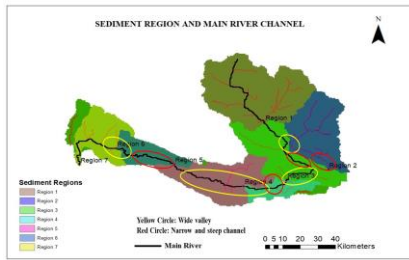 SEDIMENT REGION AND MAIN RIVER CHANNEL
N
Region 1
Region 6
Region 7
Region 5
Region 2
Region 4
Region
Sediment Regions
Region 1
Region 2
Region 3
Region 4
Region 5
Region 6
Region 7
Yellow Circle: Wide valley
Red Circle: Narrow and steep channel
Main River
0 5 10 20 30 40
Kilometers